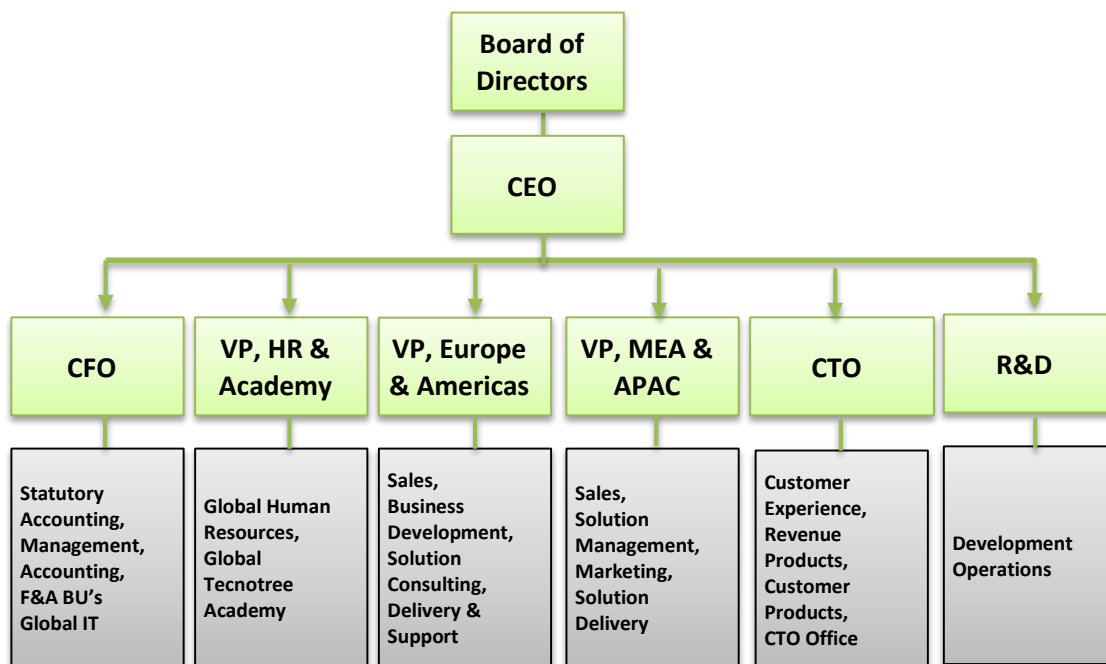 Board of
Directors
CEO
CFO
VP, HR &
Academy
VP, Europe
& Americas
VP, MEA &
APAC
CTO
R&D
Statutory
Accounting,
Management,
Accounting,
F&A BU's
Global IT
Global Human
Resources,
Global
Tecnotree
Academy
Sales,
Business
Development,
Solution
Consulting,
Delivery &
Support
Sales,
Solution
Management,
Marketing,
Solution
Delivery
Customer
Experience,
Revenue
Products,
Customer
Products,
CTO Office
Development
Operations